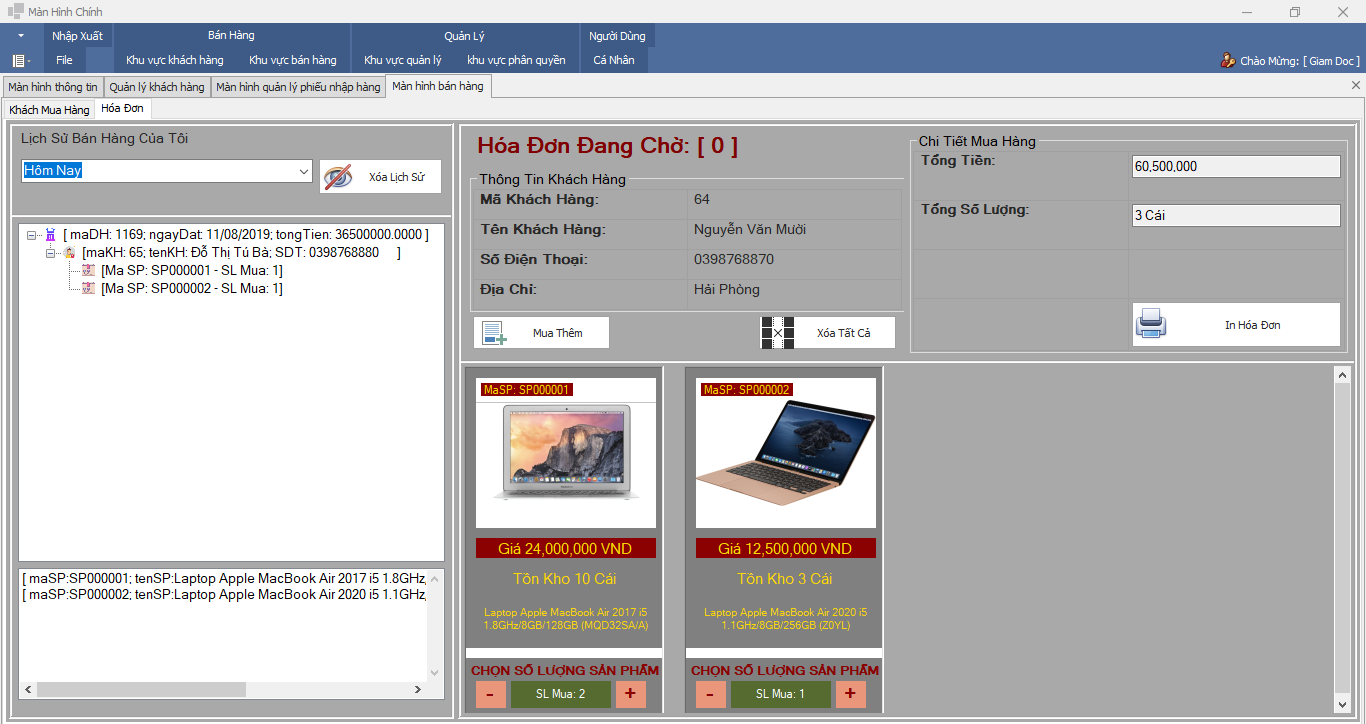 Màn Hình Chính
Nhập Xuất
Bán Hàng
Quản Lý
Người Dùng
File
Khu vực khách hàng
Khu vực bán hàng
Khu vực quản lý
khu vực phân quyền
Cá Nhân
Chào Mừng: [ Giam Doc ]
Màn hình thông tin
Quản lý khách hàng
Màn hình quản lý phiếu nhập hàng
Màn hình bán hàng
Khách Mua Hàng
Hóa Đơn
Lịch Sử Bán Hàng Của Tôi
Hôm Nay
Xóa Lịch Sử
[ maDH: 1169; ngayDat: 11/08/2019; tongTien: 36500000.0000 ]
[maKH: 65; tenKH: Đỗ Thị Tú Bà; SDT: 0398768880 ]
[Ma SP: SP000001 - SL Mua: 1]
[Ma SP: SP000002 - SL Mua: 1]
[ maSP:SP000001; tenSP:Laptop Apple MacBook Air 2017 i5 1.8GHz,
[ maSP:SP000002; tenSP:Laptop Apple MacBook Air 2020 i5 1.1GHz,
Hóa Đơn Đang Chờ: [ 0 ]
Thông Tin Khách Hàng
Mã Khách Hàng: 64
Tên Khách Hàng: Nguyễn Văn Mười
Số Điện Thoại: 0398768870
Địa Chỉ: Hải Phòng
Mua Thêm
Xóa Tất Cả
Chi Tiết Mua Hàng
Tổng Tiền: 60,500,000
Tổng Số Lượng: 3 Cái
In Hóa Đơn
MaSP: SP000001
Giá 24,000,000 VND
Tồn Kho 10 Cái
Laptop Apple MacBook Air 2017 i5
1.8GHz/8GB/128GB (MQD32SA/A)
CHỌN SỐ LƯỢNG SẢN PHẨM
- SL Mua: 2 +
MaSP: SP000002
Giá 12,500,000 VND
Tồn Kho 3 Cái
Laptop Apple MacBook Air 2020 i5
1.1GHz/8GB/256GB (Z0YL)
CHỌN SỐ LƯỢNG SẢN PHẨM
- SL Mua: 1 +